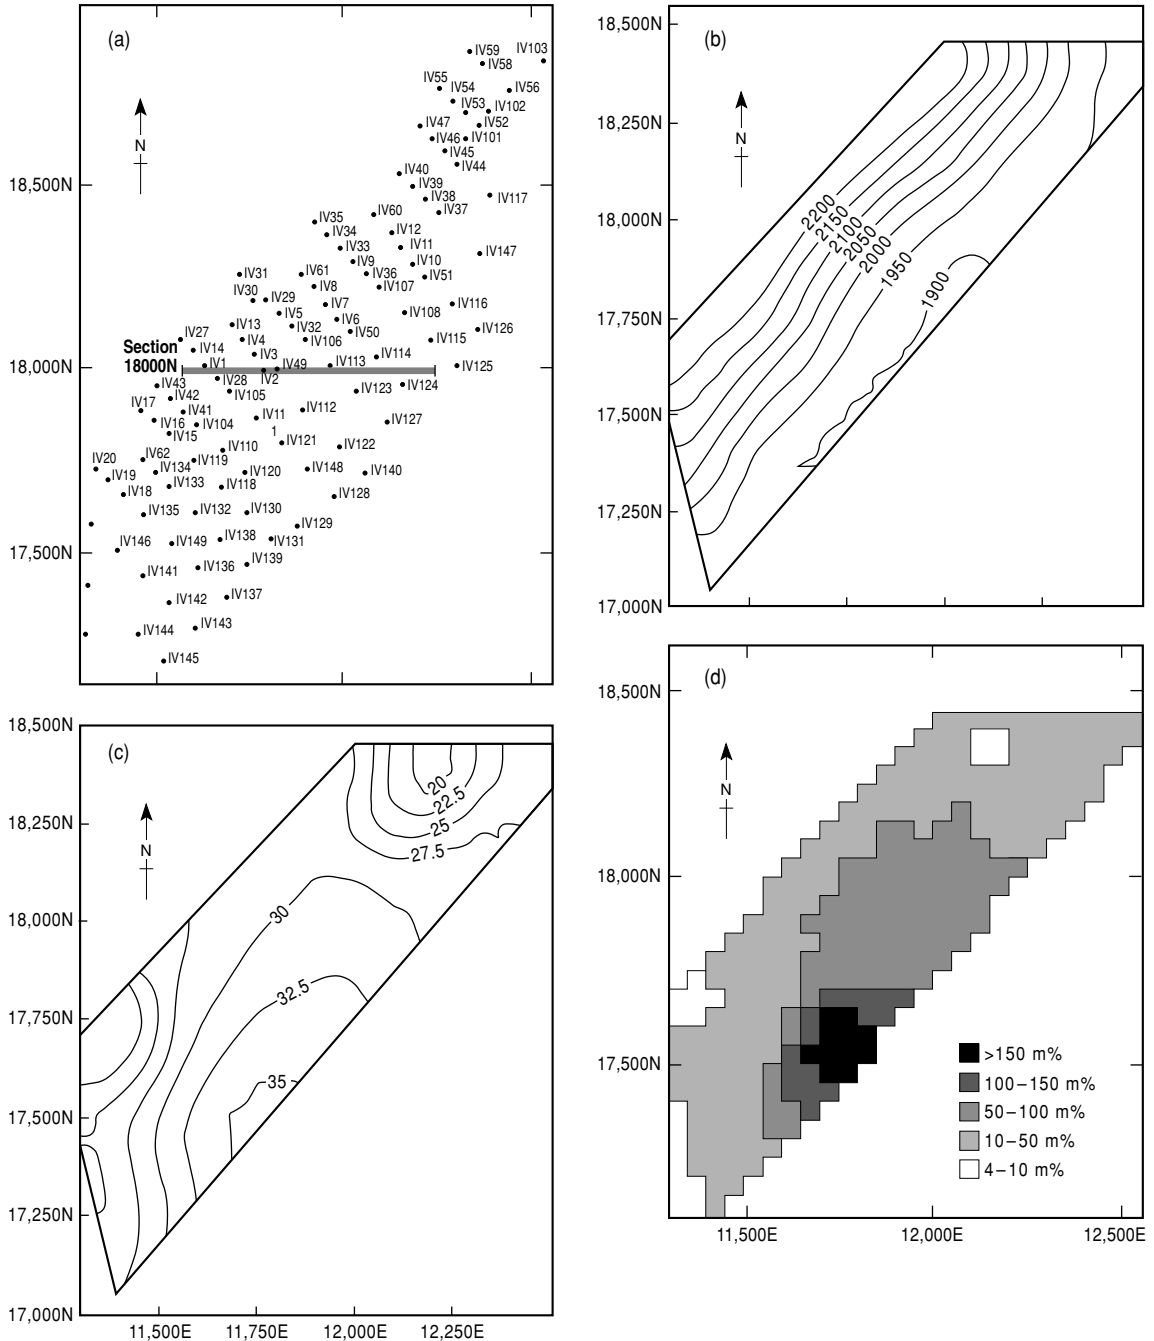 (a)
IV59
IV103
IV58
IV55
IV54
IV56
IV53
IV102
IV47
IV52
IV46
IV101
N
IV45
IV44
18,500N
IV40
IV39
IV38
IV117
IV37
IV60
IV35
IV34
IV12
IV33
IV11
IV147
IV9
IV10
IV31
IV61
IV36
IV51
IV8
IV107
IV30
IV29
IV7
IV116
IV5
IV108
IV13
IV32
IV6
IV50
IV126
IV27
IV4
IV106
IV115
Section
IV14
IV3
IV114
18000N
IV1
IV49
IV113
18,000N
IV125
IV43
IV28
IV2
IV124
IV42
IV105
IV123
IV17
IV41
IV112
IV16
IV104
IV11
1
IV127
IV15
IV121
IV110
IV122
IV62
IV119
IV20
IV134
IV120
IV148
IV140
IV19
IV133
IV118
IV18
IV128
IV135
IV132
IV130
IV129
17,500N
IV146
IV149
IV138
IV131
IV139
IV141
IV136
IV142
IV137
IV143
IV144
IV145
(b)
18,500N
N
18,250N
18,000N
2200
2150
2100
2050
2000
1950
1900
17,750N
17,500N
17,250N
17,000N
(c)
18,500N
20
22.5
25
27.5
18,250N
N
30
18,000N
32.5
17,750N
35
17,500N
17,250N
17,000N
11,500E
11,750E
12,000E
12,250E
(d)
18,500N
N
18,000N
17,500N
>150 m%
100–150 m%
50–100 m%
10–50 m%
4–10 m%
11,500E
12,000E
12,500E